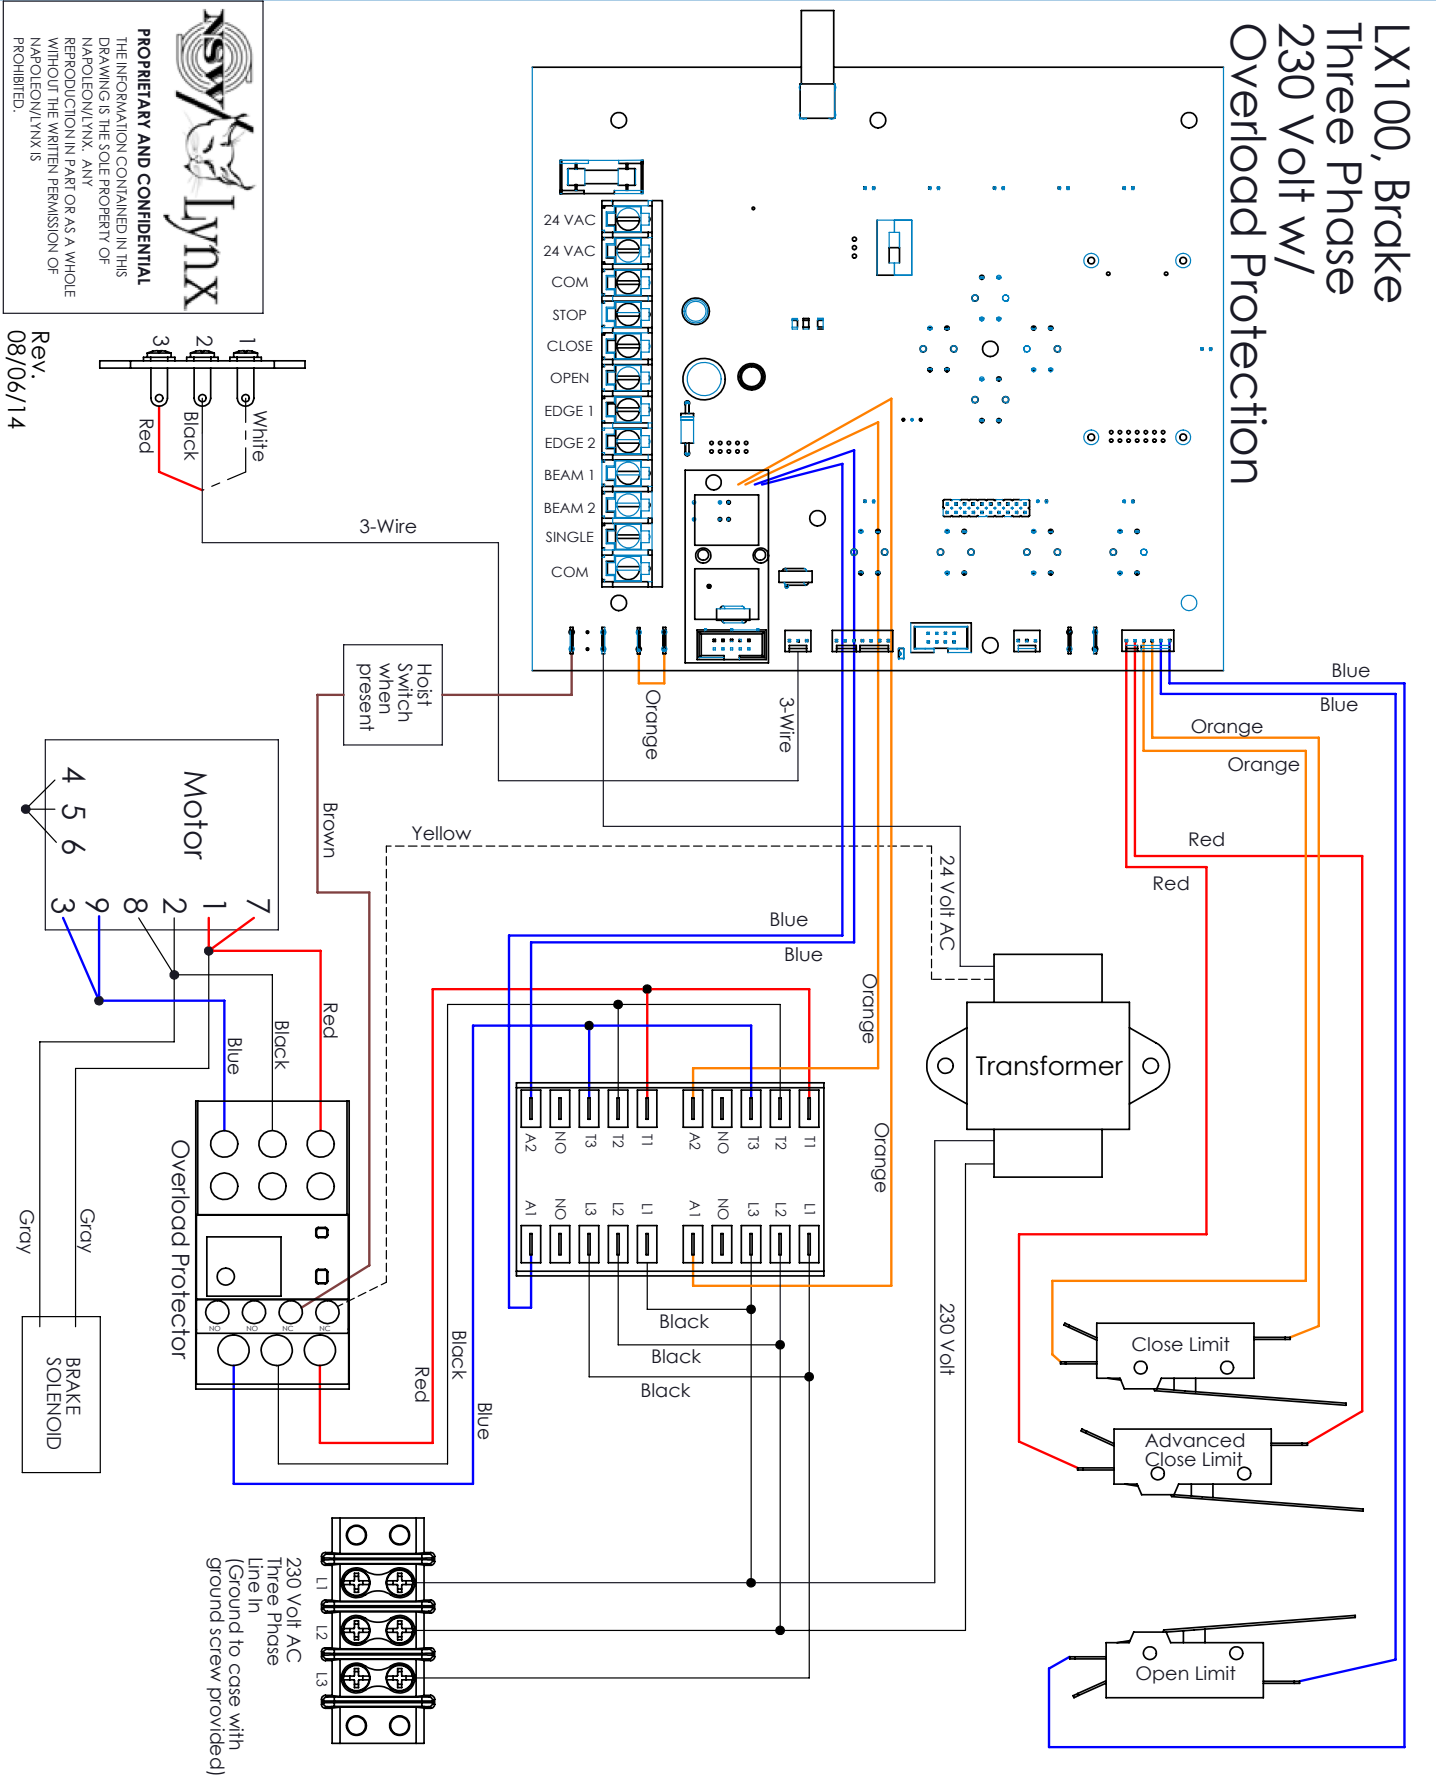 LX100, Brake
Three Phase
230 Volt w/
Overload Protection
NSW
Lynx
PROPRIETARY AND CONFIDENTIAL
THE INFORMATION CONTAINED IN THIS
DRAWING IS THE SOLE PROPERTY OF
NAPOLEON/LYNX. ANY
REPRODUCTION IN PART OR AS A WHOLE
WITHOUT THE WRITTEN PERMISSION OF
NAPOLEON/LYNX IS
PROHIBITED.
Rev.
08/06/14
1
2
3
White
Black
Red
3-Wire
24 VAC
24 VAC
COM
STOP
CLOSE
OPEN
EDGE 1
EDGE 2
BEAM 1
BEAM 2
SINGLE
COM
Hoist
Switch
when
present
Orange
3-Wire
Blue
Blue
Orange
Orange
Red
Red
Motor
4
5
6
7
1
2
8
9
3
Brown
Yellow
24 Volt AC
Blue
Blue
Orange
Orange
Transformer
230 Volt
Red
Black
Blue
Gray
Gray
BRAKE
SOLENOID
Overload Protector
NO
NO
NC
NC
A2
NO
T3
T2
T1
A2
NO
T3
T2
T1
A1
NO
L3
L2
L1
A1
NO
L3
L2
L1
Black
Black
Black
Red
Black
Blue
Close Limit
Advanced
Close Limit
Open Limit
L1
L2
L3
230 Volt AC
Three Phase
Line In
(Ground to case with
ground screw provided)